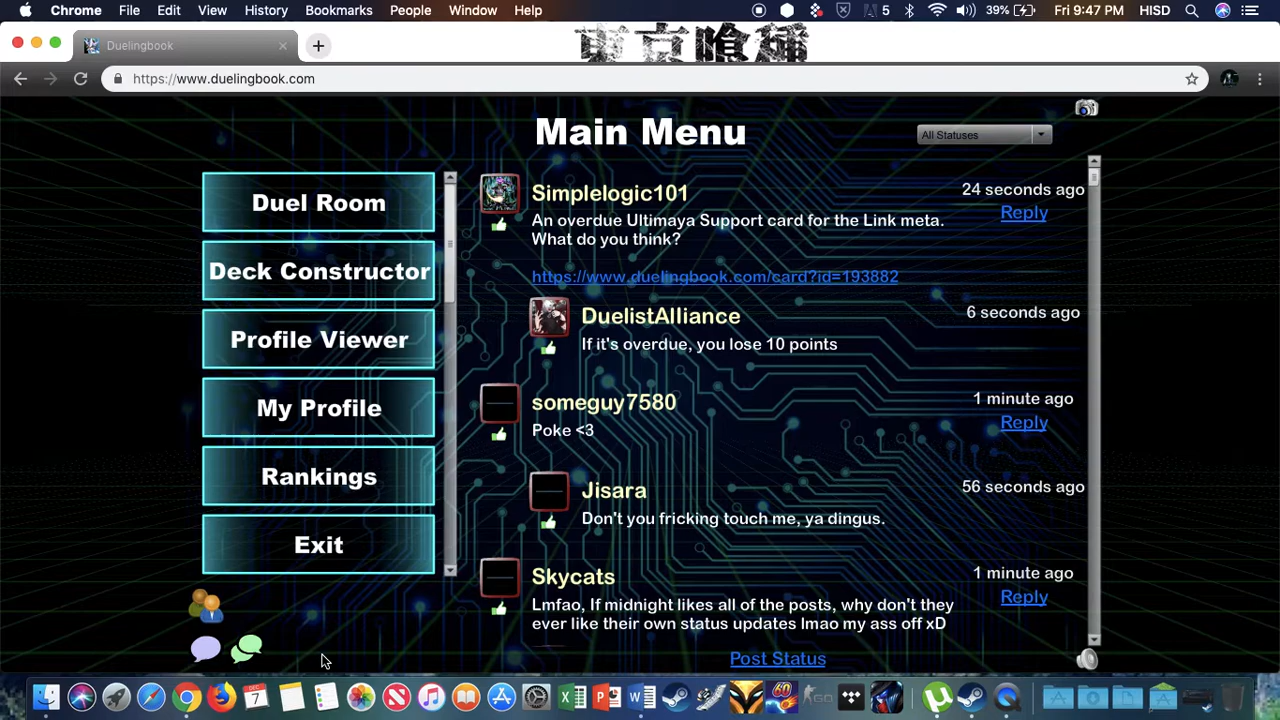 Chrome File Edit View History Bookmarks People Window Help 5 39% Fri 9:47 PM HISD
Duelingbook
東京喰種
https://www.duelingbook.com
Main Menu
All Statuses
Duel Room
Deck Constructor
Profile Viewer
My Profile
Rankings
Exit
Simplelogic101 24 seconds ago
An overdue Ultimaya Support card for the Link meta. Reply
What do you think?
https://www.duelingbook.com/card?id=193882
DuelistAlliance 6 seconds ago
If it's overdue, you lose 10 points
someguy7580 1 minute ago
Poke <3 Reply
Jisara 56 seconds ago
Don't you fricking touch me, ya dingus.
Skycats 1 minute ago
Lmfao, If midnight likes all of the posts, why don't they Reply
ever like their own status updates lmao my ass off xD
Post Status